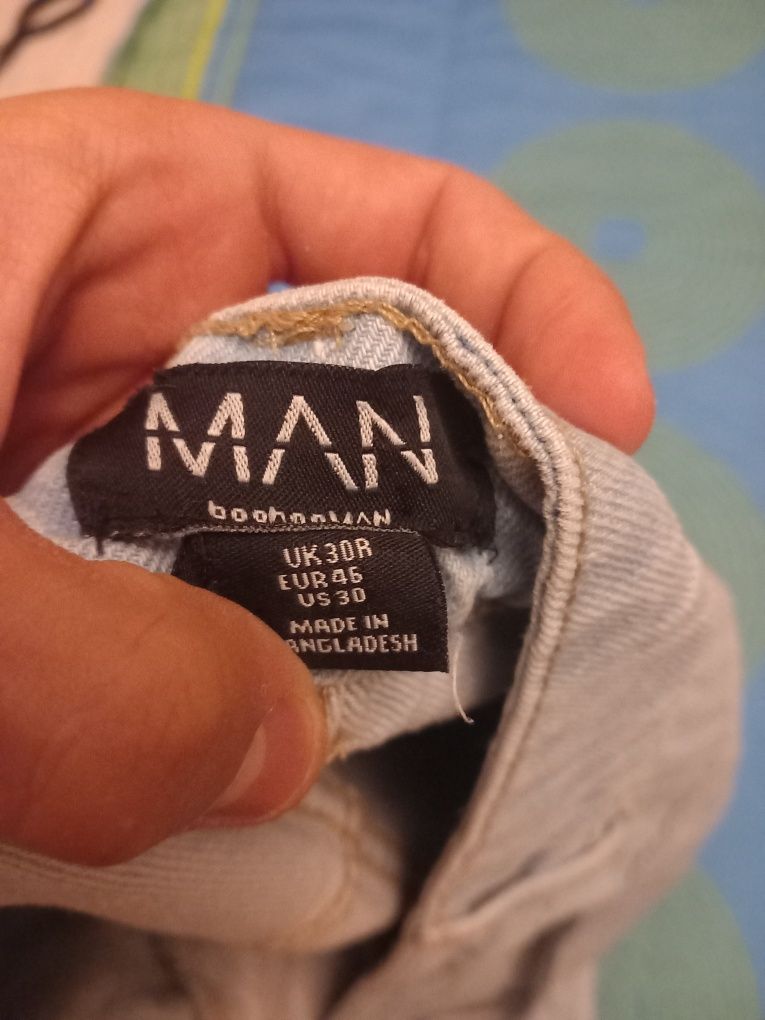 MAN
boohooMAN
UK 30R
EUR 46
US 30
MADE IN
ANGLADESH